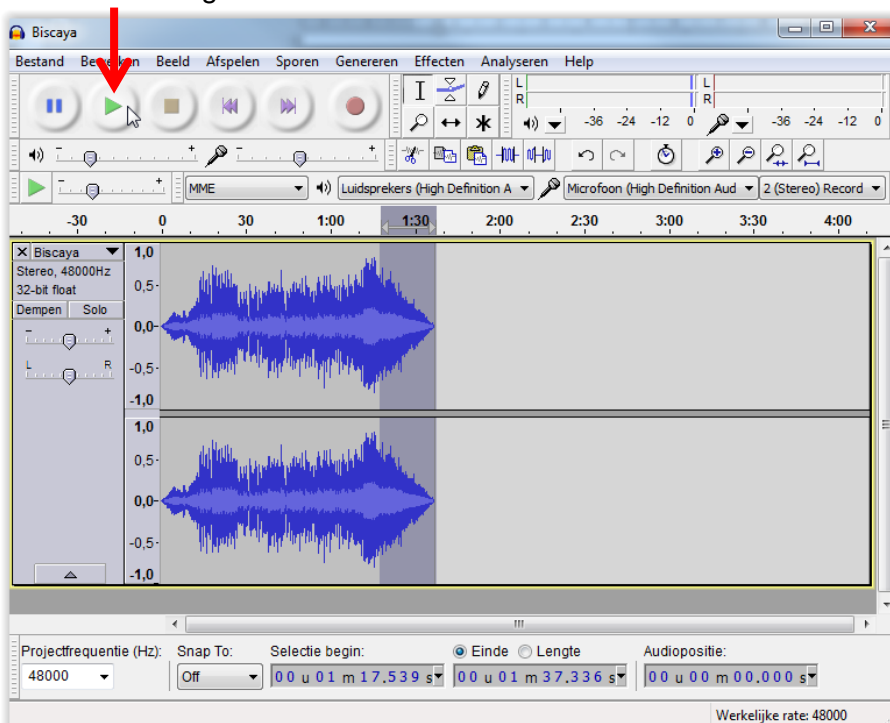 Biscaya
Bestand Bewerken Beeld Afspelen Sporen Genereren Effecten Analyseren Help
L
R
-36 -24 -12 0
L
R
-36 -24 -12 0
- +
- +
- +
MME
Luidsprekers (High Definition A
Microfoon (High Definition Aud
2 (Stereo) Record
-30 0 30 1:00 1:30 2:00 2:30 3:00 3:30 4:00
Biscaya
Stereo, 48000Hz
32-bit float
Dempen Solo
- +
L R
1,0
0,5-
0,0-
-0,5-
-1,0
1,0
0,5-
0,0-
-0,5-
-1,0
Projectfrequentie (Hz): Snap To: Selectie begin: Einde Lengte Audiopositie:
48000 Off 00 u 01 m 17.539 s 00 u 01 m 37.336 s 00 u 00 m 00.000 s
Werkelijke rate: 48000